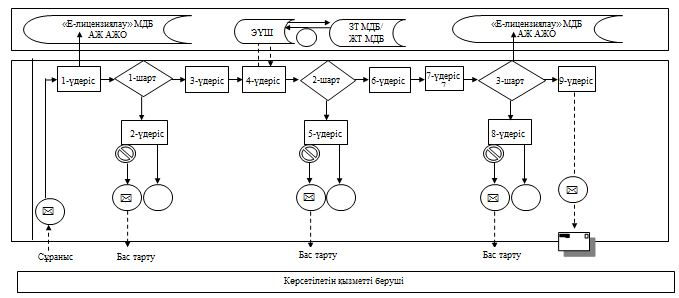 «Е-лицензиялау» МДБ
АЖ АЖО
ЭҮШ
ЗТ МДБ/
ЖТ МДБ
«Е-лицензиялау» МДБ
АЖ АЖО
1-үдеріс
1-шарт
3-үдеріс
4-үдеріс
2-шарт
6-үдеріс
7-үдеріс
7
3-шарт
9-үдеріс
2-үдеріс
5-үдеріс
8-үдеріс
Сұраныс
Бас тарту
Бас тарту
Бас тарту
Көрсетілетін қызметті беруші